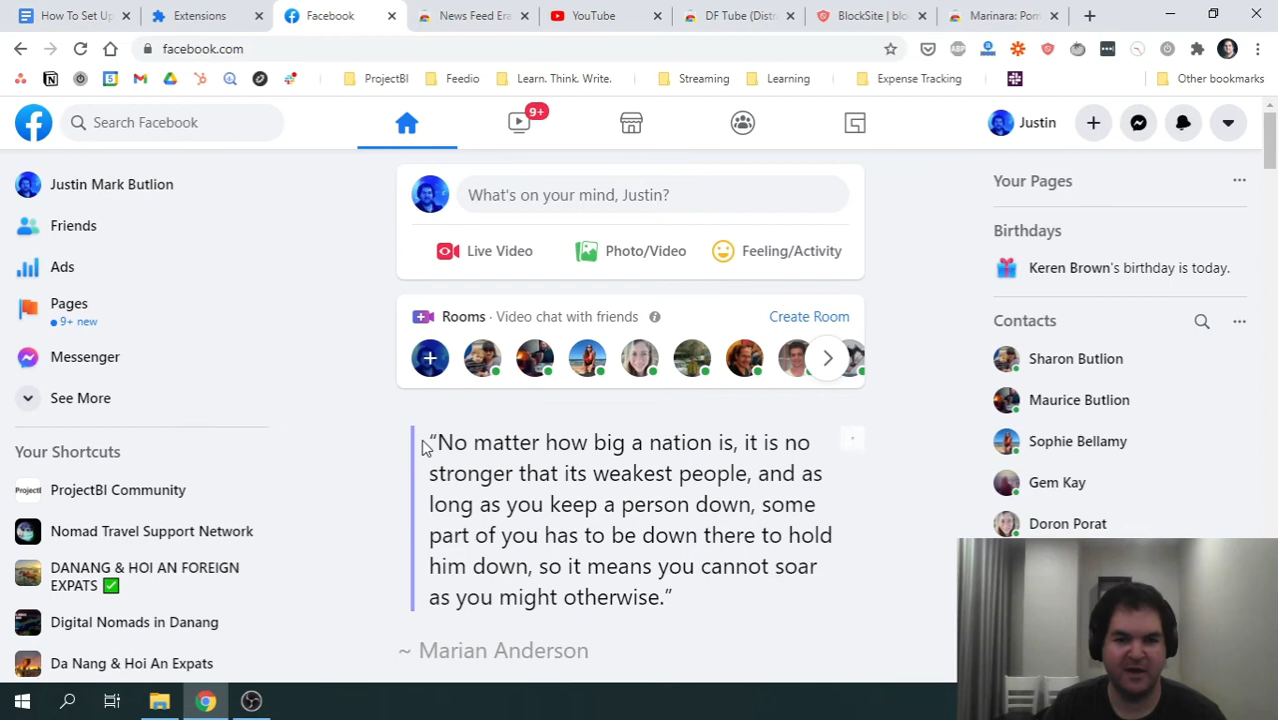 How To Set Up
Extensions
Facebook
News Feed Era
YouTube
DF Tube (Distra
BlockSite | bloc
Marinara: Pom
facebook.com
ABP
ProjectBI
Feedio
Learn. Think. Write.
Streaming
Learning
Expense Tracking
Other bookmarks
Search Facebook
9+
Justin
Justin Mark Butlion
Friends
Ads
Pages
9+ new
Messenger
See More
Your Shortcuts
ProjectBI Community
Nomad Travel Support Network
DANANG & HOI AN FOREIGN
EXPATS
Digital Nomads in Danang
Da Nang & Hoi An Expats
What's on your mind, Justin?
Live Video
Photo/Video
Feeling/Activity
Rooms · Video chat with friends
Create Room
“No matter how big a nation is, it is no
stronger that its weakest people, and as
long as you keep a person down, some
part of you has to be down there to hold
him down, so it means you cannot soar
as you might otherwise.”
~ Marian Anderson
Your Pages
Birthdays
Keren Brown's birthday is today.
Contacts
Sharon Butlion
Maurice Butlion
Sophie Bellamy
Gem Kay
Doron Porat